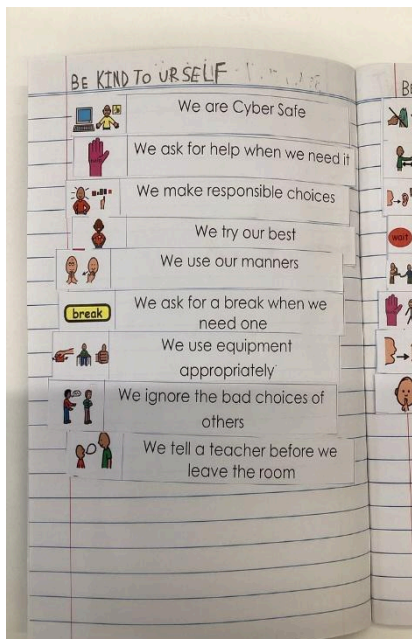 BE KIND TO URSELF
We are Cyber Safe
We ask for help when we need it
We make responsible choices
We try our best
We use our manners
break
We ask for a break when we
need one
We use equipment
appropriately
We ignore the bad choices of
others
We tell a teacher before we
leave the room
wait